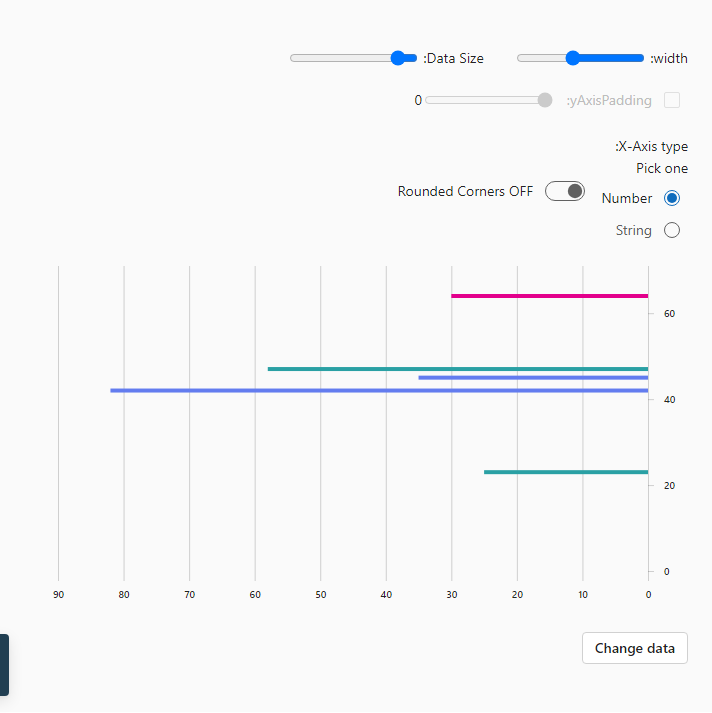 width:
Data Size:
yAxisPadding:
0
X-Axis type:
Pick one
Number
Rounded Corners OFF
String
60
40
20
0
90 80 70 60 50 40 30 20 10 0
Change data